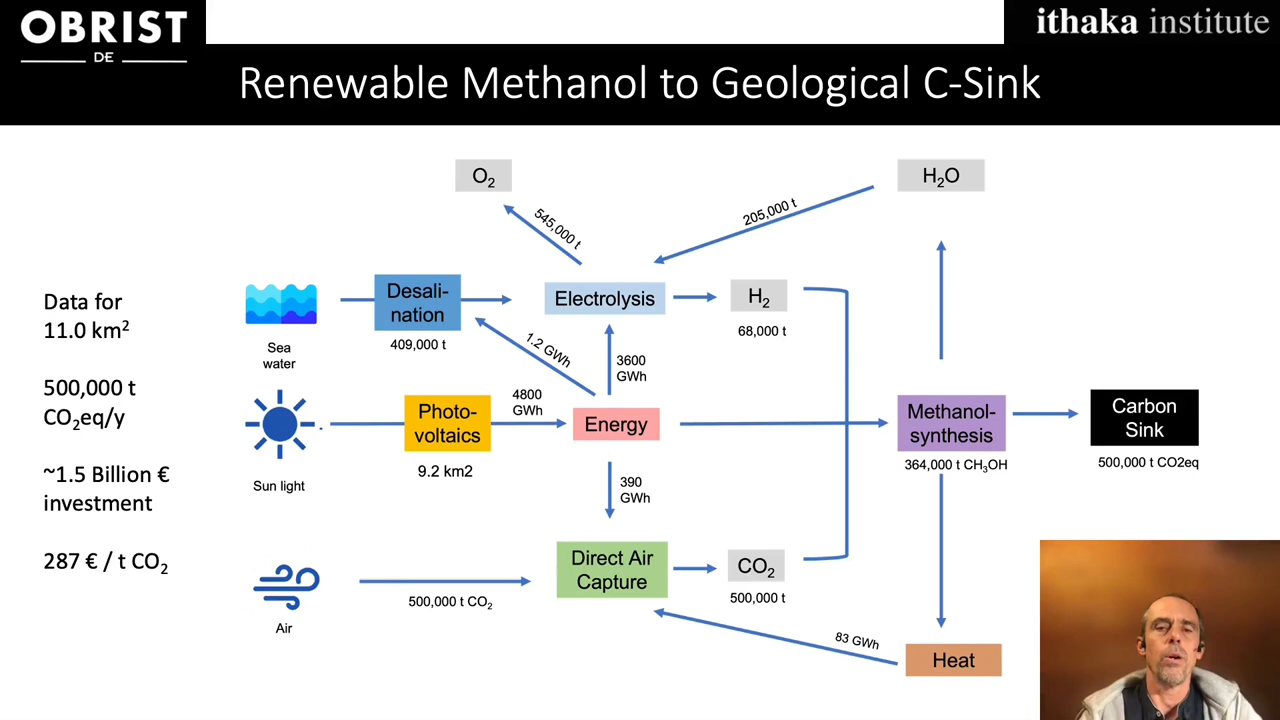 OBRIST
DE
ithaka institute
Renewable Methanol to Geological C-Sink
Data for
11.0 km²
500,000 t
CO₂eq/y
~1.5 Billion €
investment
287 € / t CO₂
O₂
545,000 t
205,000 t
H₂O
Sea
water
Desali-
nation
409,000 t
Electrolysis
H₂
68,000 t
1.2 GWh
3600
GWh
Sun light
Photo-
voltaics
9.2 km2
4800
GWh
Energy
390
GWh
Methanol-
synthesis
364,000 t CH₃OH
Carbon
Sink
500,000 t CO2eq
Air
500,000 t CO₂
Direct Air
Capture
CO₂
500,000 t
83 GWh
Heat